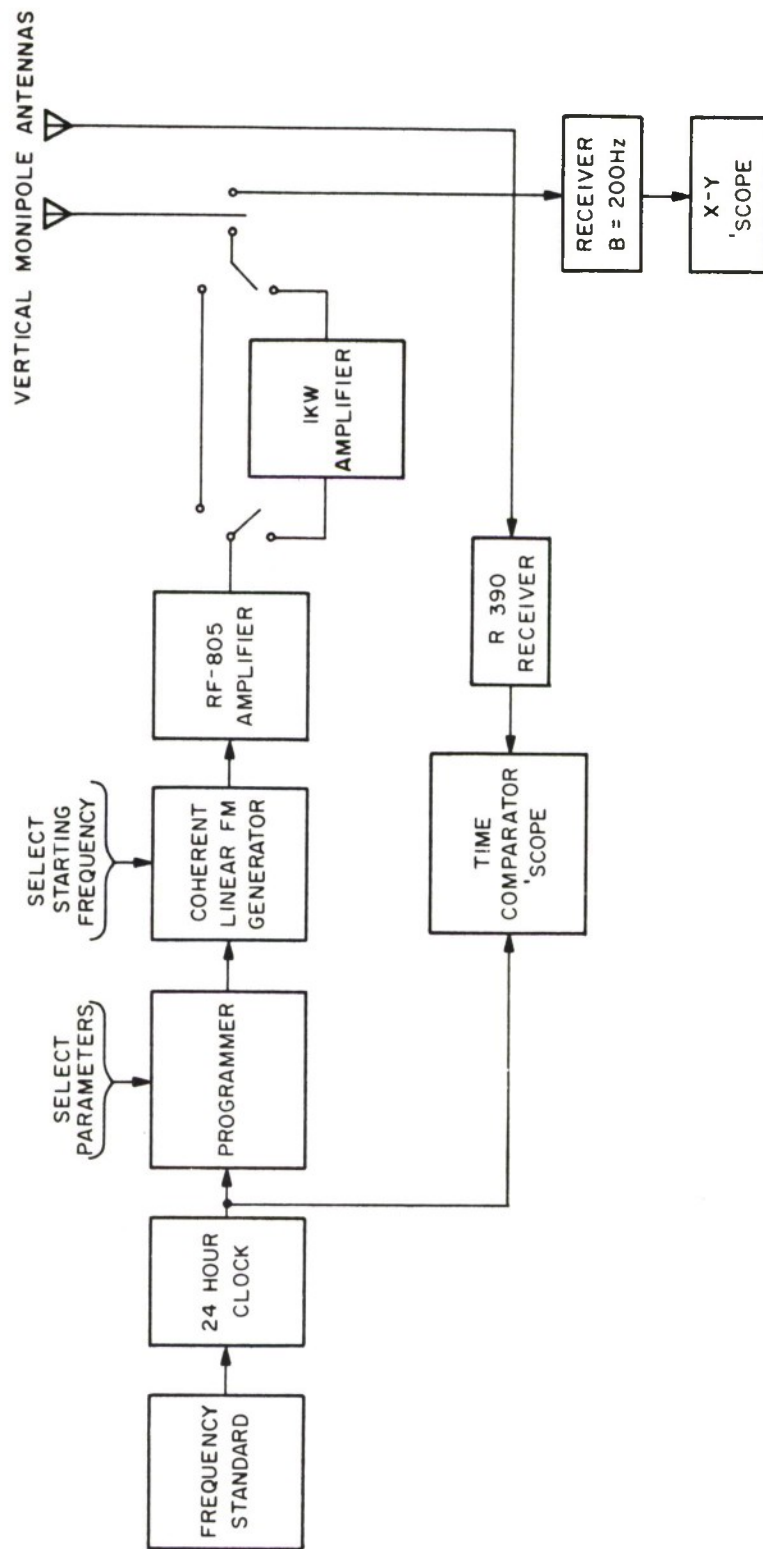 VERTICAL MONIPOLE ANTENNAS
SELECT
STARTING
FREQUENCY
SELECT
PARAMETERS
FREQUENCY
STANDARD
24 HOUR
CLOCK
PROGRAMMER
COHERENT
LINEAR FM
GENERATOR
RF-805
AMPLIFIER
1KW
AMPLIFIER
TIME
COMPARATOR
'SCOPE
R 390
RECEIVER
RECEIVER
B = 200Hz
X-Y
'SCOPE